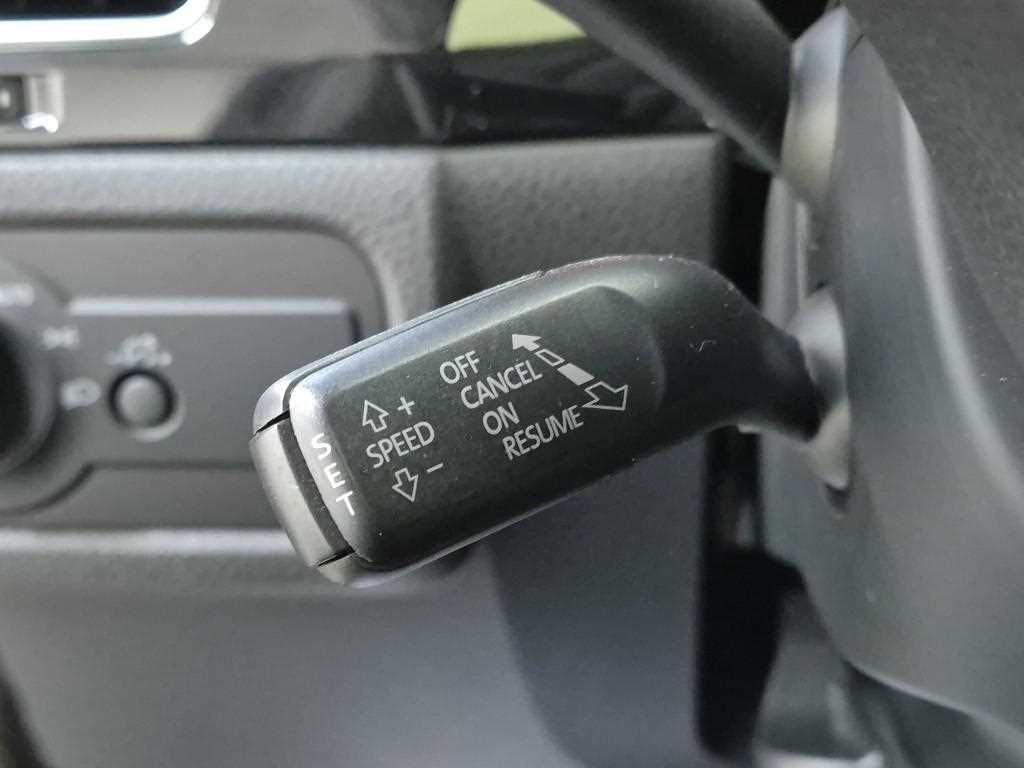 OFF
CANCEL
ON
RESUME
+
SPEED
−
SET